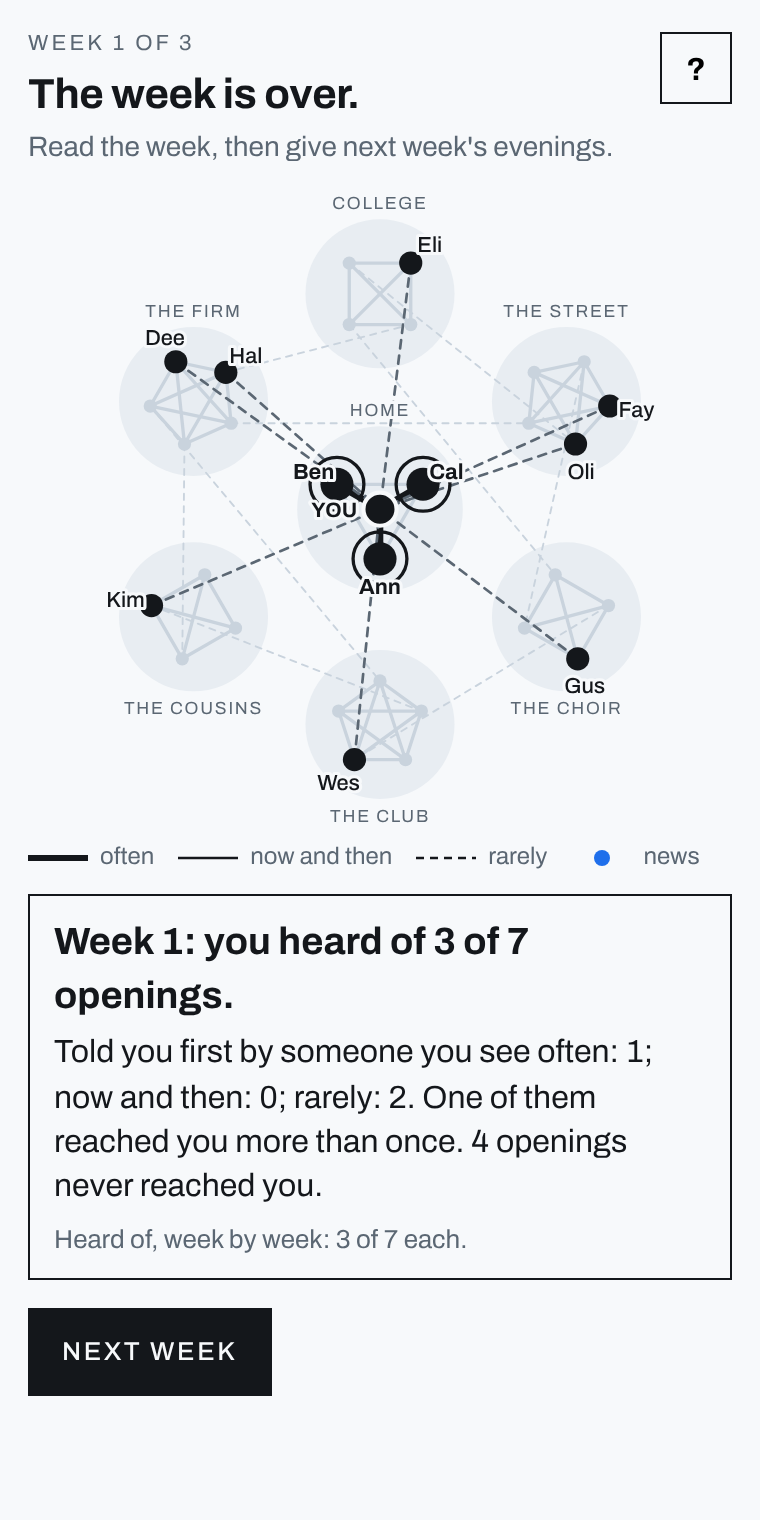 WEEK 1 OF 3
The week is over.
?
Read the week, then give next week's evenings.
COLLEGE
Eli
THE FIRM
THE STREET
Dee
Hal
HOME
Fay
Ben
Cal
Oli
YOU
Ann
Kim
Gus
THE COUSINS
THE CHOIR
Wes
THE CLUB
often
now and then
rarely
news
Week 1: you heard of 3 of 7
openings.
Told you first by someone you see often: 1;
now and then: 0; rarely: 2. One of them
reached you more than once. 4 openings
never reached you.
Heard of, week by week: 3 of 7 each.
NEXT WEEK